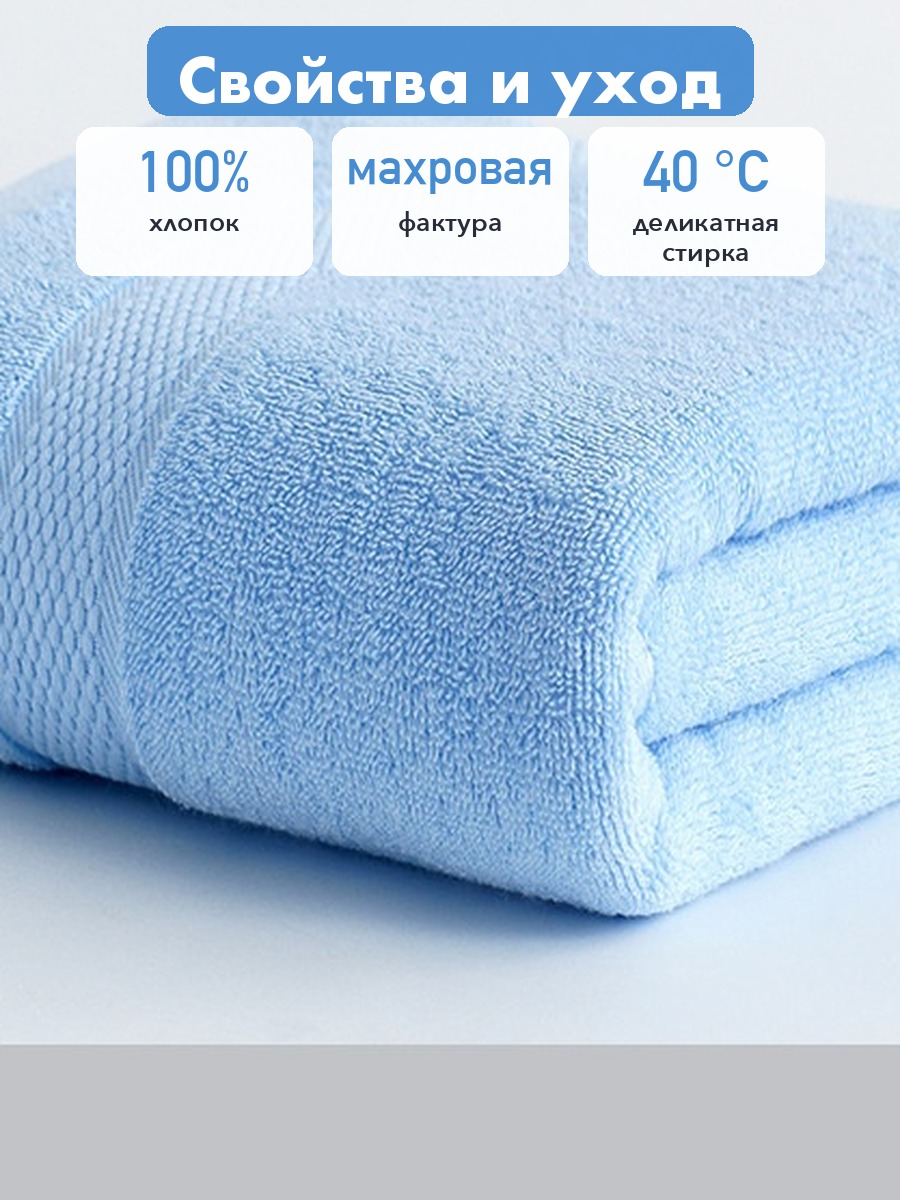 Свойства и уход
100%
хлопок
махровая
фактура
40 °C
деликатная
стирка